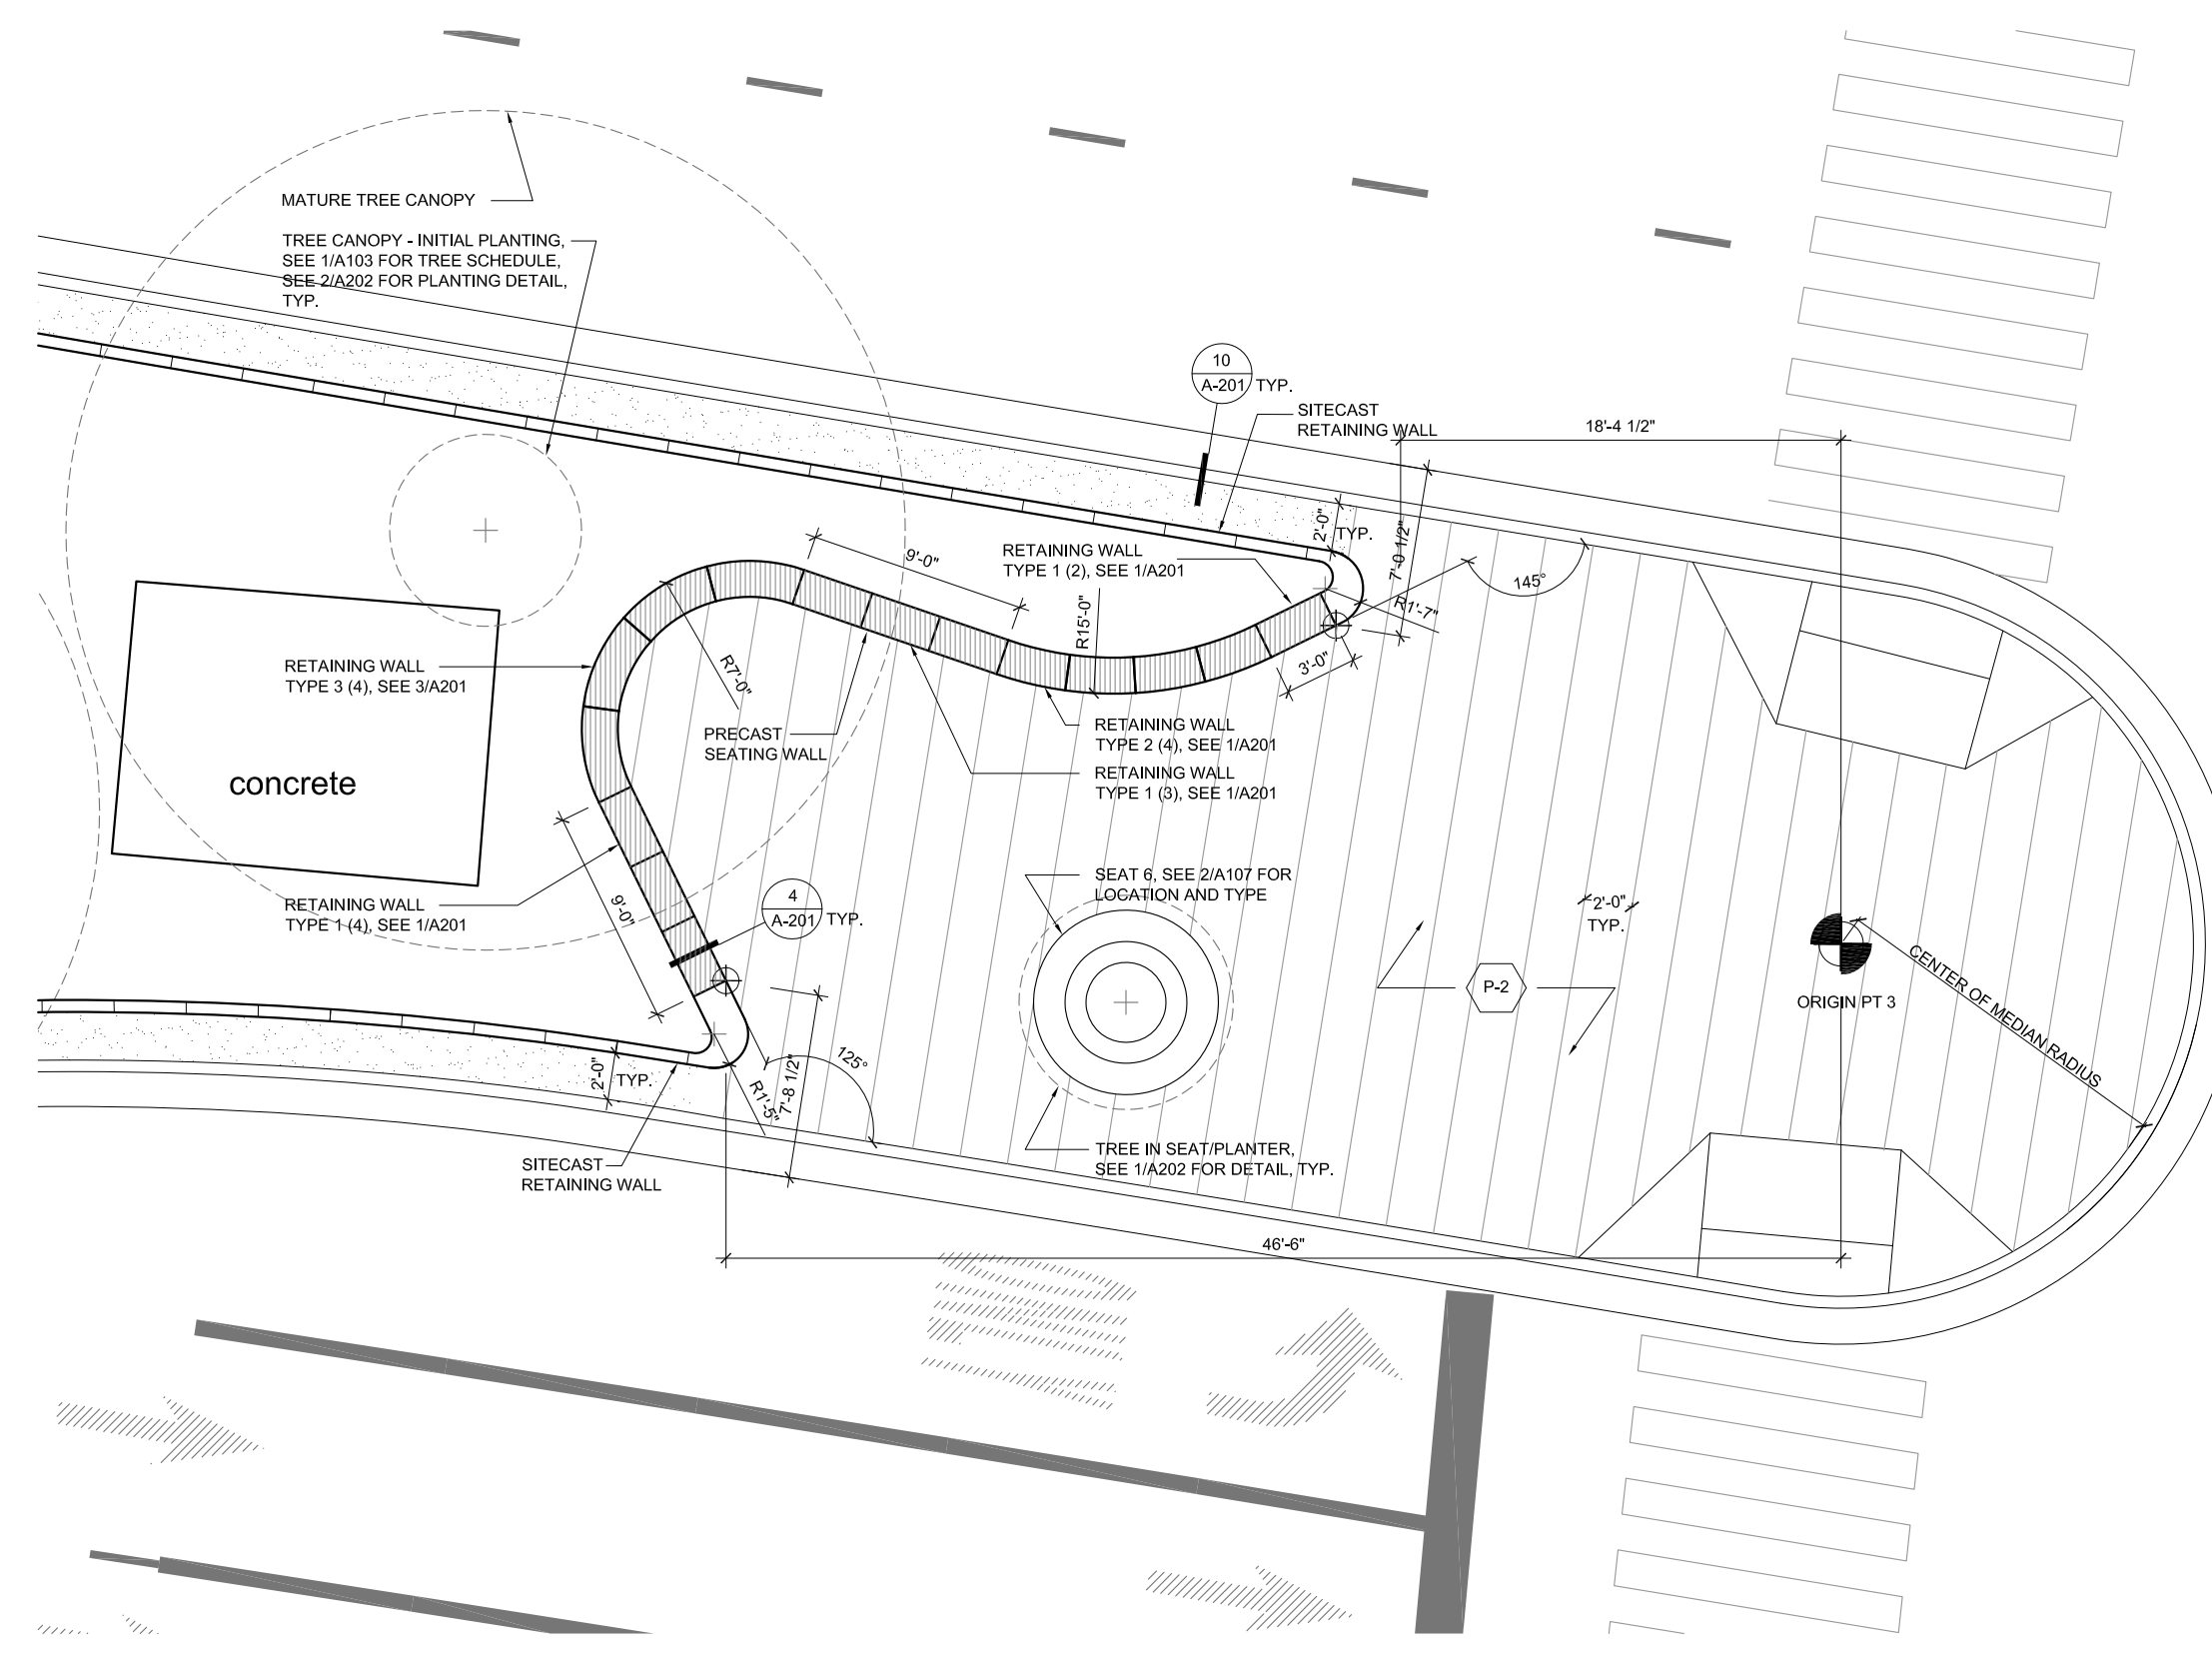 MATURE TREE CANOPY
TREE CANOPY - INITIAL PLANTING,
SEE 1/A103 FOR TREE SCHEDULE,
SEE 2/A202 FOR PLANTING DETAIL,
TYP.
10
A-201
TYP.
SITECAST
RETAINING WALL
18'-4 1/2"
2'-0"
TYP.
7'-0 1/2"
145°
R1'-7"
9'-0"
RETAINING WALL
TYPE 1 (2), SEE 1/A201
R15'-0"
3'-0"
RETAINING WALL
TYPE 3 (4), SEE 3/A201
R7'-0"
PRECAST
SEATING WALL
RETAINING WALL
TYPE 2 (4), SEE 1/A201
RETAINING WALL
TYPE 1 (3), SEE 1/A201
concrete
SEAT 6, SEE 2/A107 FOR
LOCATION AND TYPE
RETAINING WALL
TYPE 1 (4), SEE 1/A201
9'-0"
4
A-201
TYP.
2'-0"
TYP.
P-2
ORIGIN PT 3
CENTER OF MEDIAN RADIUS
2'-0"
TYP.
R1'-5"
7'-8 1/2"
125°
TREE IN SEAT/PLANTER,
SEE 1/A202 FOR DETAIL, TYP.
SITECAST
RETAINING WALL
46'-6"